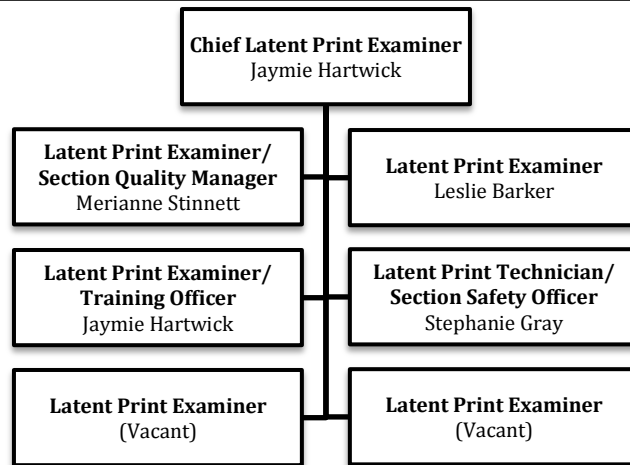 Chief Latent Print Examiner
Jaymie Hartwick
Latent Print Examiner/
Section Quality Manager
Merianne Stinnett
Latent Print Examiner
Leslie Barker
Latent Print Examiner/
Training Officer
Jaymie Hartwick
Latent Print Technician/
Section Safety Officer
Stephanie Gray
Latent Print Examiner
(Vacant)
Latent Print Examiner
(Vacant)